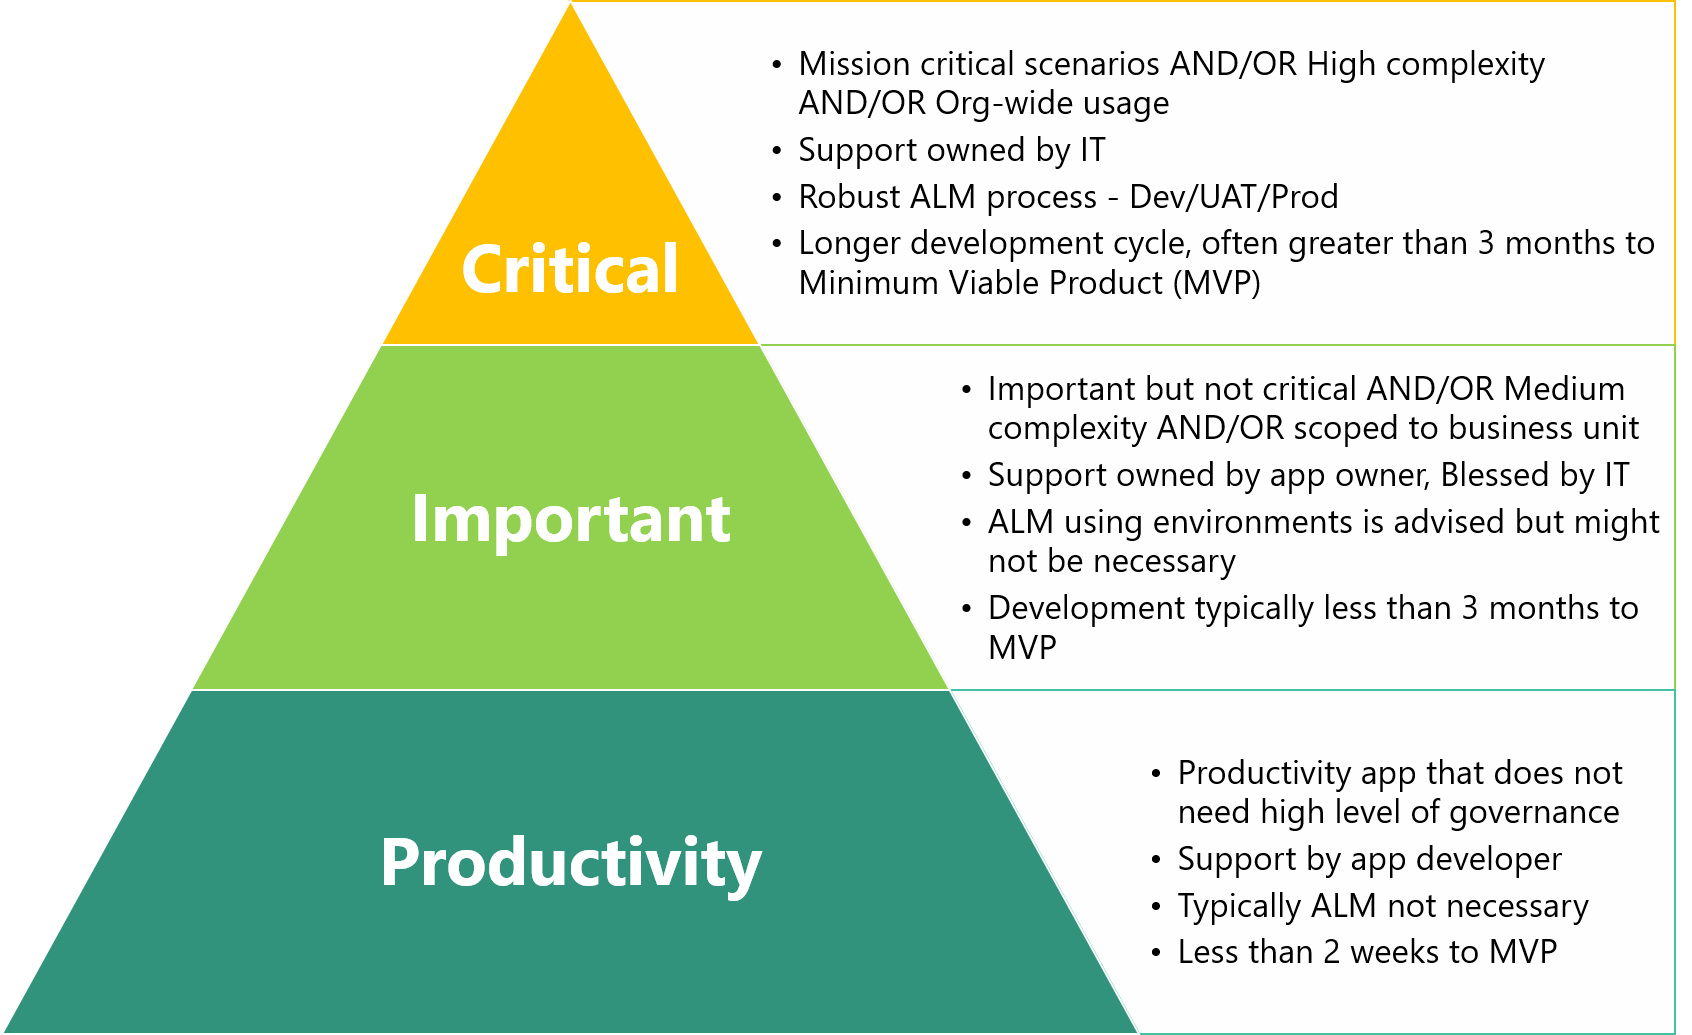 Critical
• Mission critical scenarios AND/OR High complexity
AND/OR Org-wide usage
• Support owned by IT
• Robust ALM process - Dev/UAT/Prod
• Longer development cycle, often greater than 3 months to
Minimum Viable Product (MVP)
Important
• Important but not critical AND/OR Medium
complexity AND/OR scoped to business unit
• Support owned by app owner, Blessed by IT
• ALM using environments is advised but might
not be necessary
• Development typically less than 3 months to
MVP
Productivity
• Productivity app that does not
need high level of governance
• Support by app developer
• Typically ALM not necessary
• Less than 2 weeks to MVP